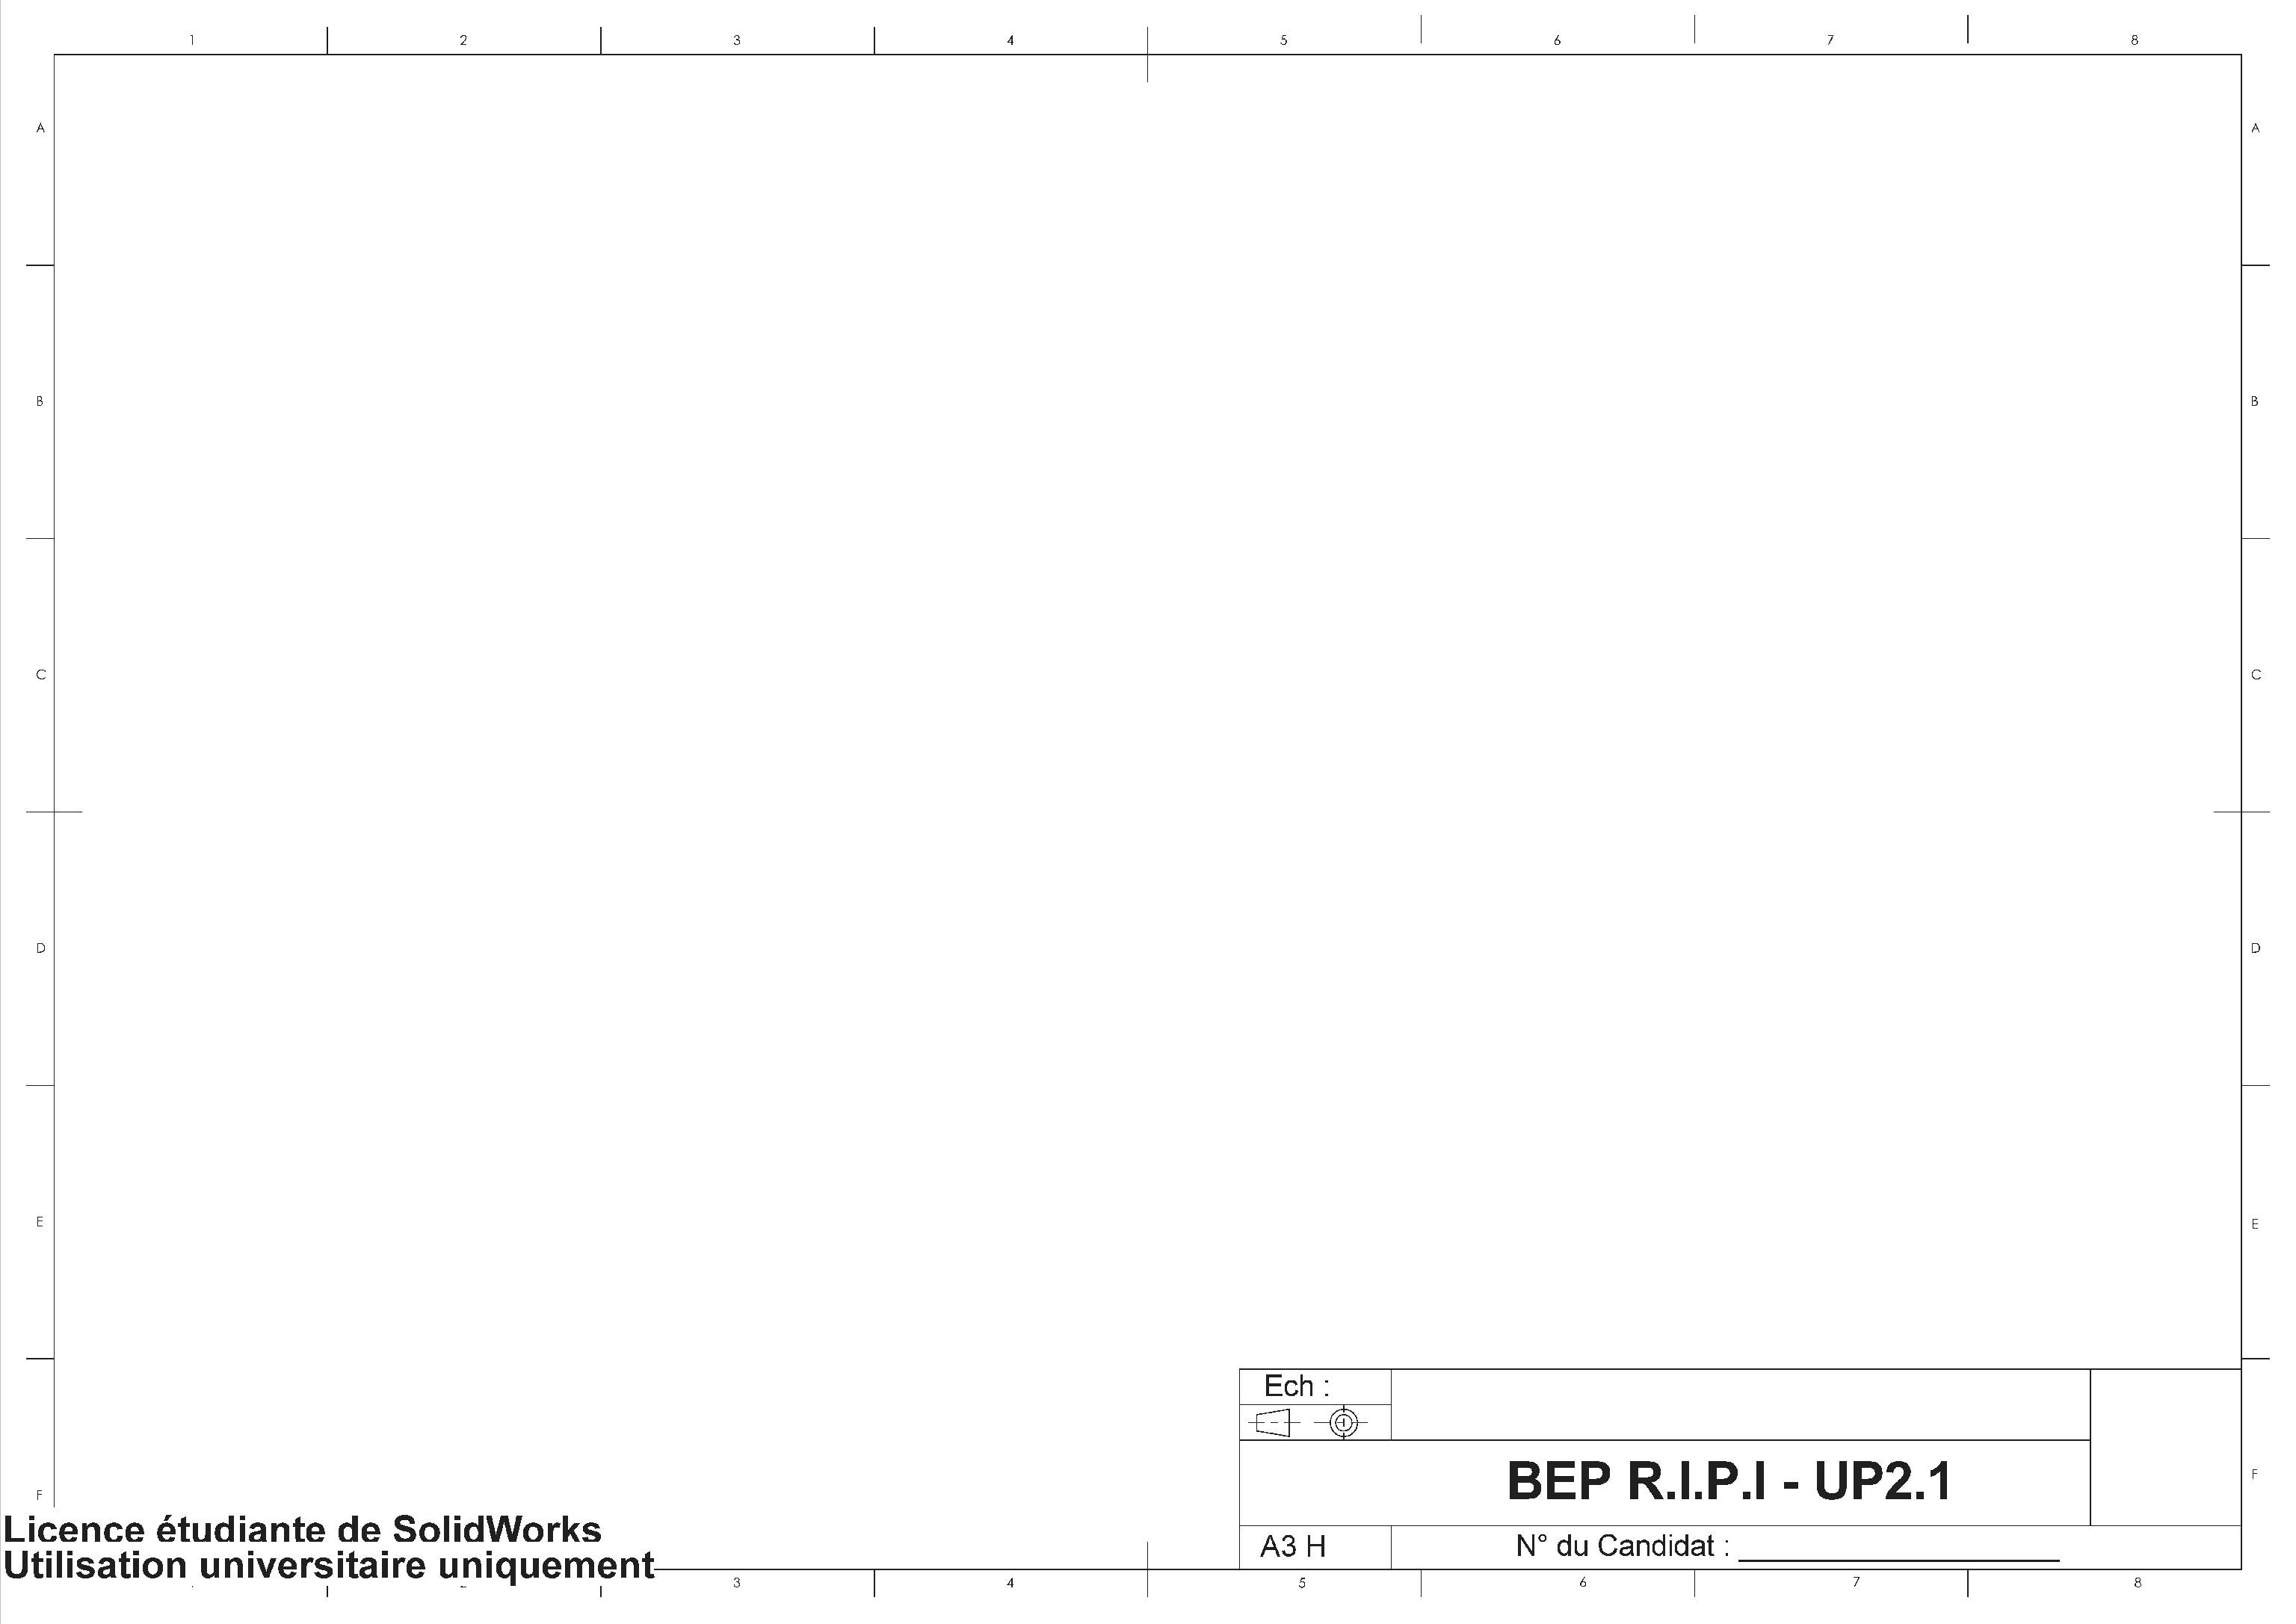 1 2 3 4 5 6 7 8
A A
B B
C C
D D
E E
Ech :
BEP R.I.P.I - UP2.1
F F
A3 H N° du Candidat :
Licence étudiante de SolidWorks
Utilisation universitaire uniquement
3 4 5 6 7 8